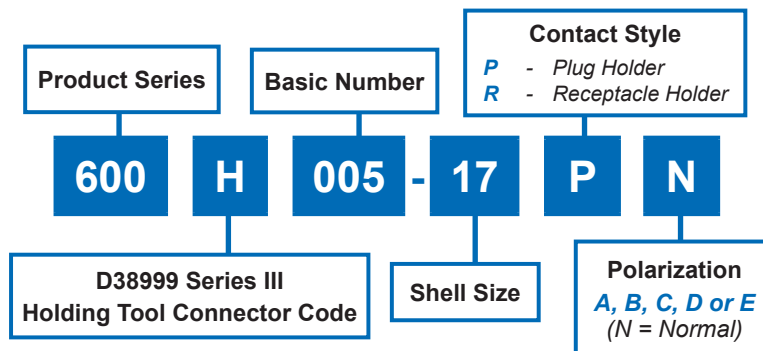 Contact Style
P - Plug Holder
R - Receptacle Holder
Product Series
Basic Number
600 H 005 - 17 P N
D38999 Series III
Holding Tool Connector Code
Shell Size
Polarization
A, B, C, D or E
(N = Normal)